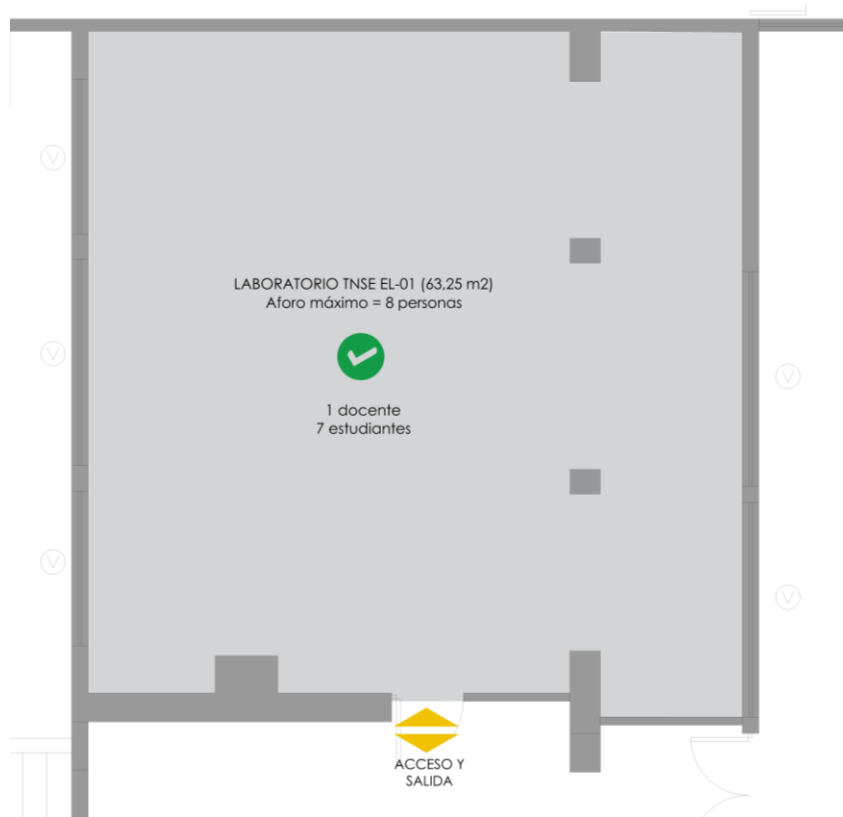 LABORATORIO TNSE EL-01 (63,25 m2)
Aforo máximo = 8 personas
1 docente
7 estudiantes
ACCESO Y
SALIDA
V
V
V
V
V